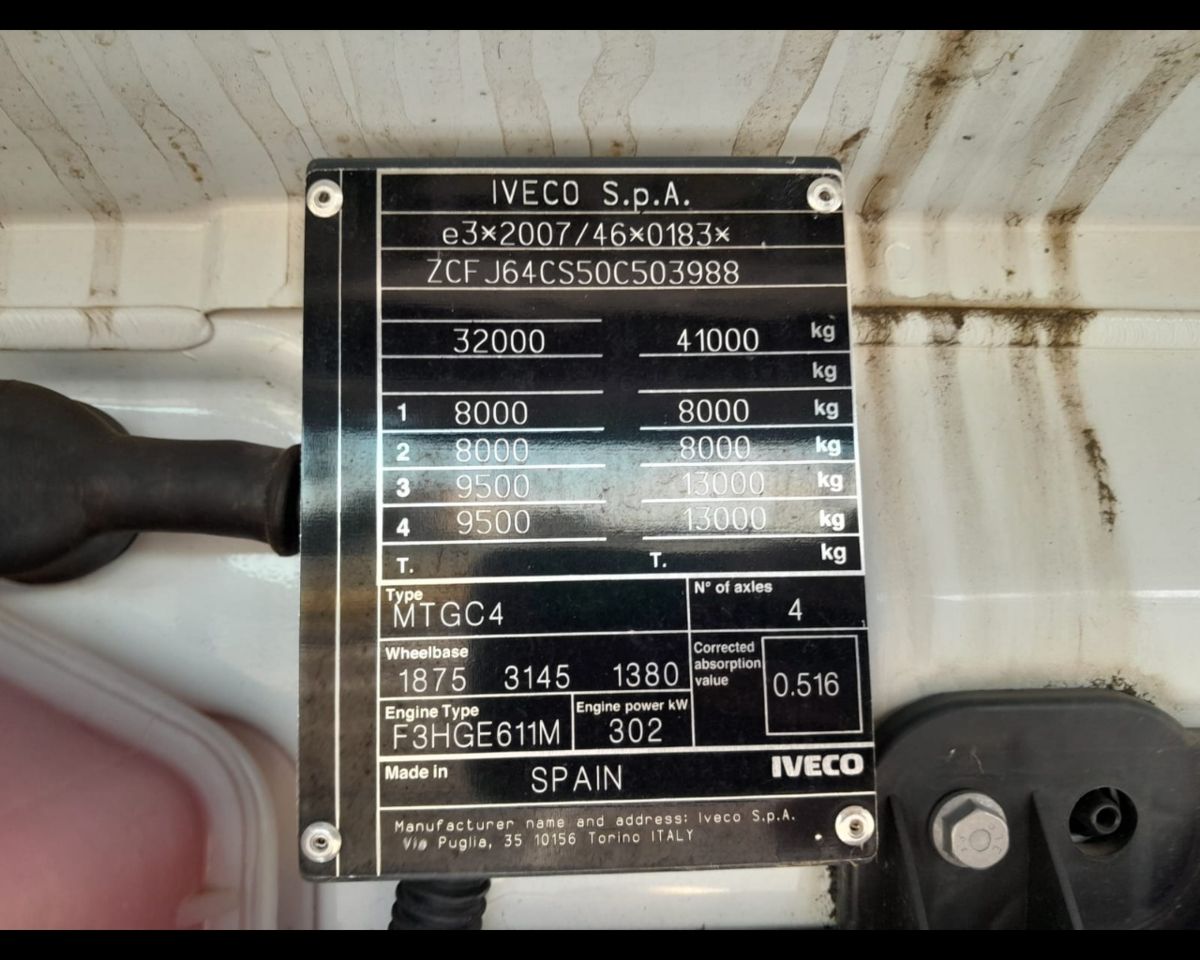 IVECO S.p.A.
e3*2007/46*0183*
ZCFJ64CS50C503988
32000 41000 kg
kg
1 8000 8000 kg
2 8000 8000 kg
3 9500 13000 kg
4 9500 13000 kg
T. T. kg
Type N° of axles
MTGC4 4
Wheelbase
1875 3145 1380
Corrected
absorption
value
0.516
Engine Type Engine power kW
F3HGE611M 302
Made in SPAIN IVECO
Manufacturer name and address: Iveco S.p.A.
Via Puglia, 35 10156 Torino ITALY